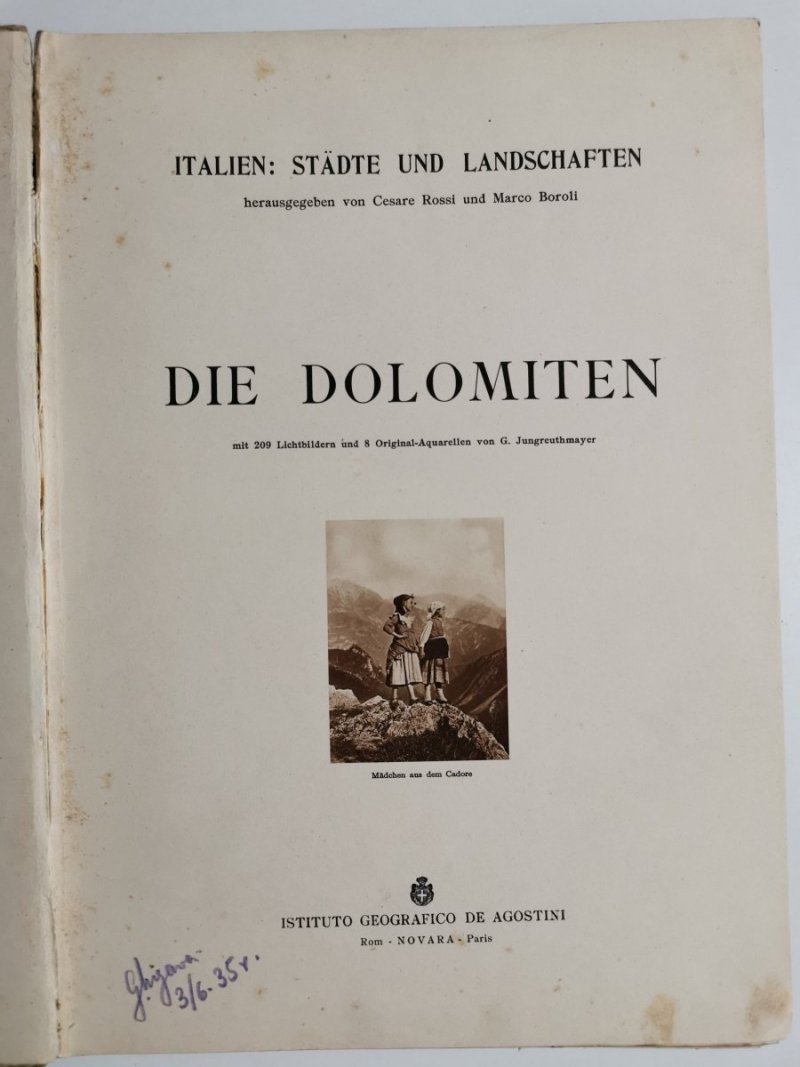 ITALIEN: STÄDTE UND LANDSCHAFTEN
herausgegeben von Cesare Rossi und Marco Boroli
DIE DOLOMITEN
mit 209 Lichtbildern und 8 Original-Aquarellen von G. Jungreuthmayer
Mädchen aus dem Cadore
ISTITUTO GEOGRAFICO DE AGOSTINI
Rom - NOVARA - Paris
3/6-35r.